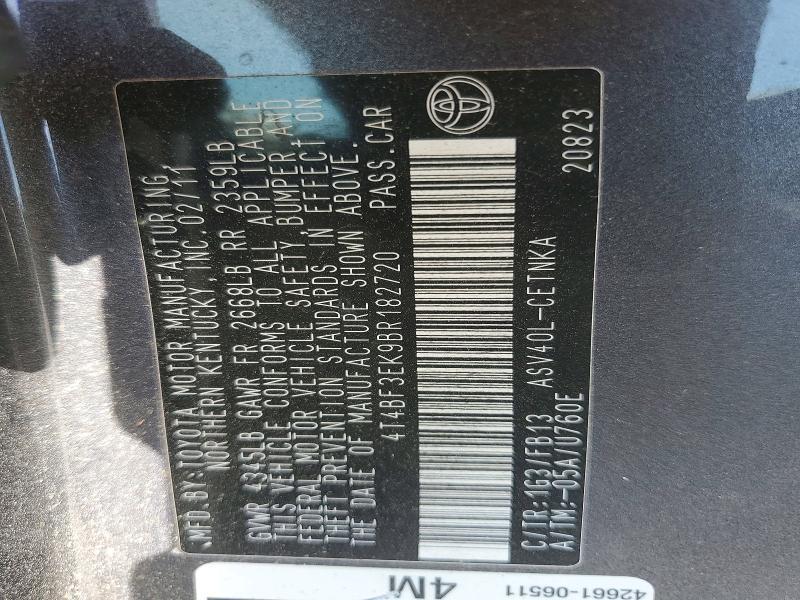 MFD.BY:TOYOTA MOTOR MANUFACTURING,
NORTHERN KENTUCKY, INC.02/11
GVWR 4345LB GAWR FR 2668LB RR 2359LB
THIS VEHICLE CONFORMS TO ALL APPLICABLE
FEDERAL MOTOR VEHICLE SAFETY, BUMPER, AND
THEFT PREVENTION STANDARDS IN EFFECT ON
THE DATE OF MANUFACTURE SHOWN ABOVE.
4T4BF3EK9BR182720 PASS.CAR
C/TR:1G3/FB13 ASV40L-CETNKA 20823
A/TM:-05A/U760E
4M
42661-06511